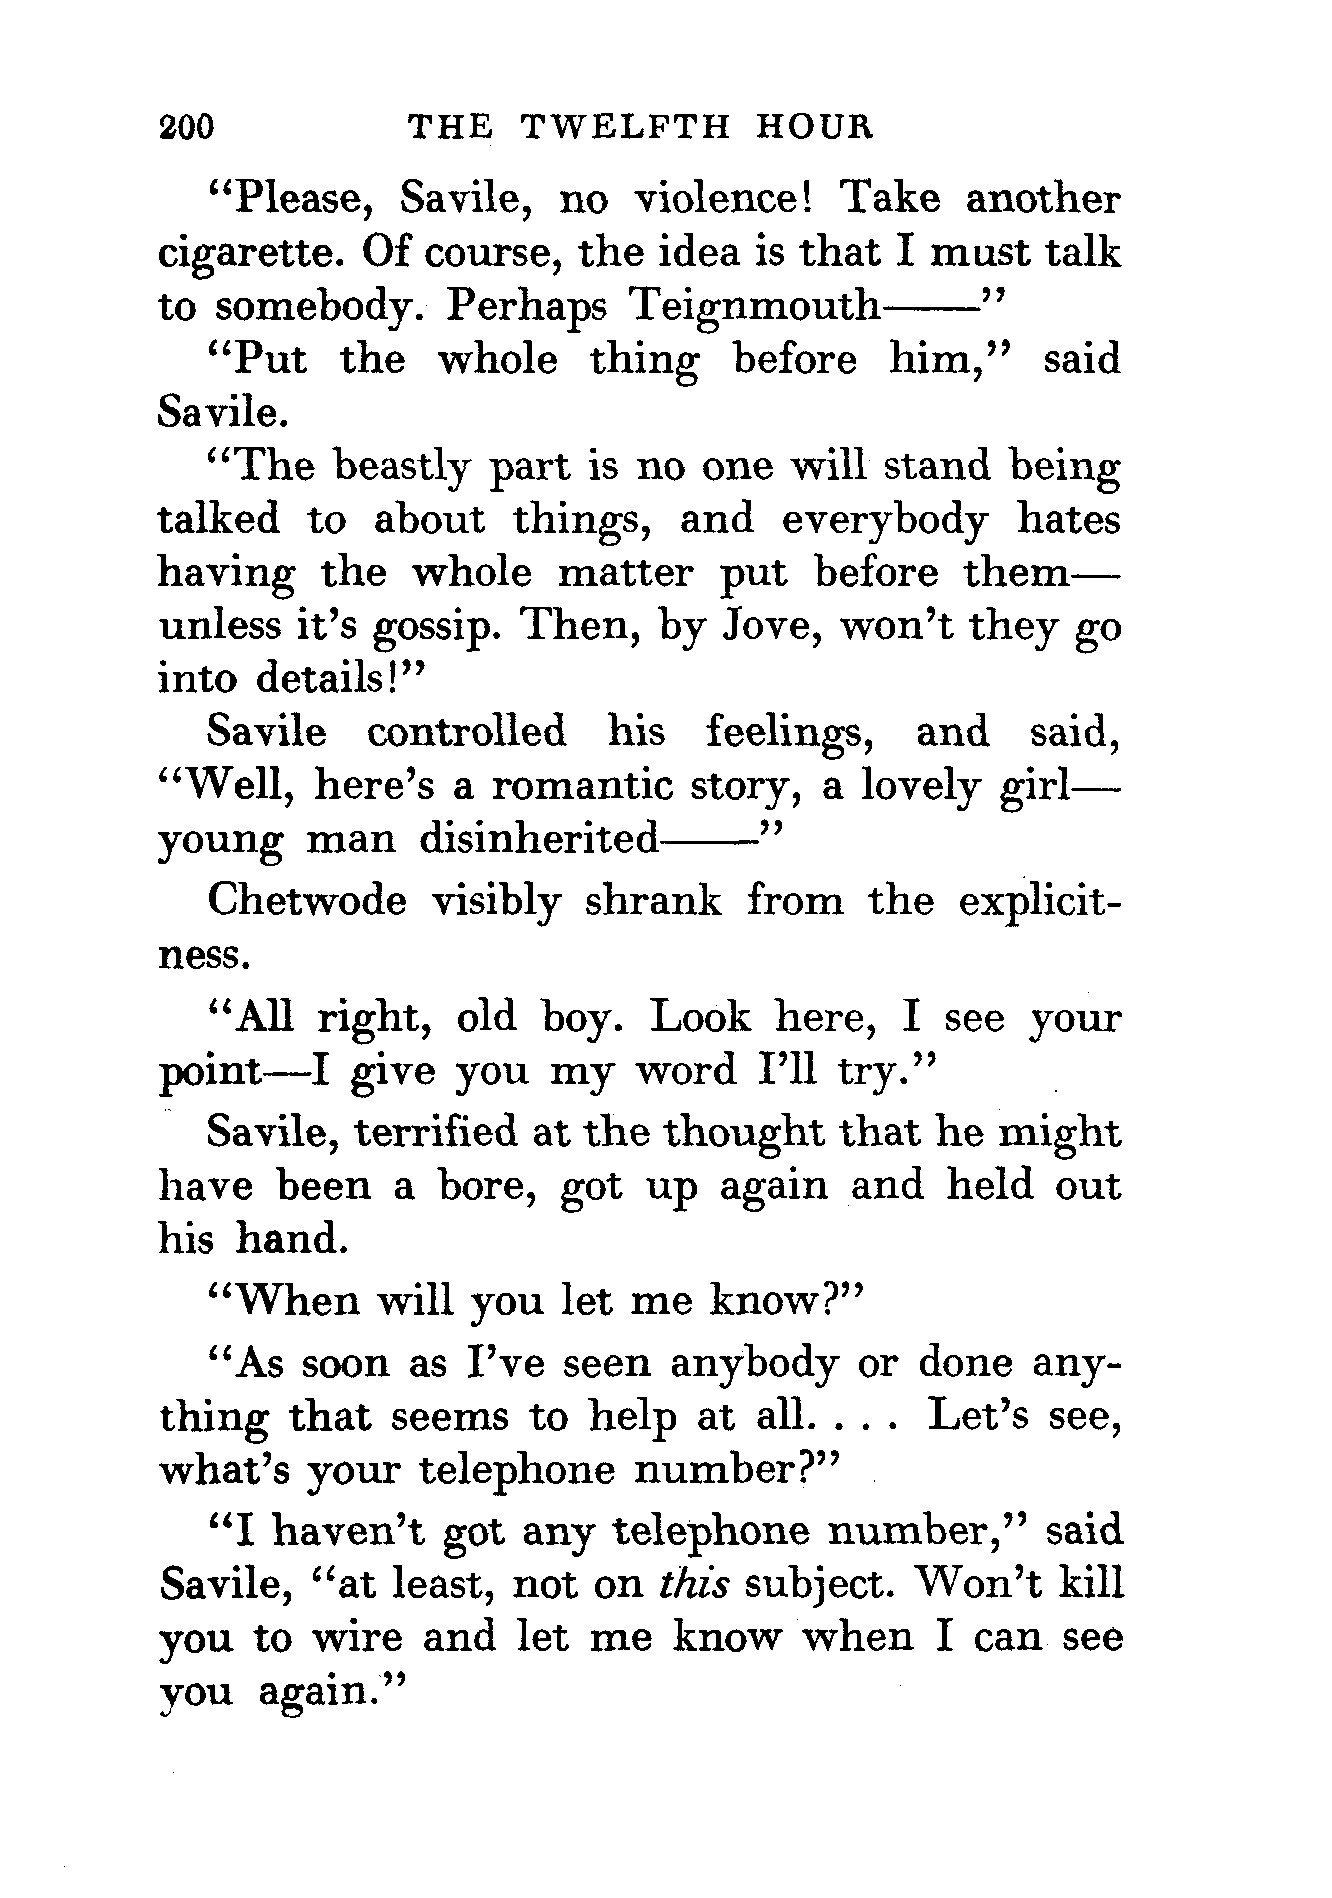 200 THE TWELFTH HOUR
“Please, Savile, no violence! Take another
cigarette. Of course, the idea is that I must talk
to somebody. Perhaps Teignmouth——”
“Put the whole thing before him,” said
Savile.
“The beastly part is no one will stand being
talked to about things, and everybody hates
having the whole matter put before them—
unless it’s gossip. Then, by Jove, won’t they go
into details!”
Savile controlled his feelings, and said,
“Well, here’s a romantic story, a lovely girl—
young man disinherited——”
Chetwode visibly shrank from the explicit-
ness.
“All right, old boy. Look here, I see your
point—I give you my word I’ll try.”
Savile, terrified at the thought that he might
have been a bore, got up again and held out
his hand.
“When will you let me know?”
“As soon as I’ve seen anybody or done any-
thing that seems to help at all. . . . Let’s see,
what’s your telephone number?”
“I haven’t got any telephone number,” said
Savile, “at least, not on this subject. Won’t kill
you to wire and let me know when I can see
you again.”